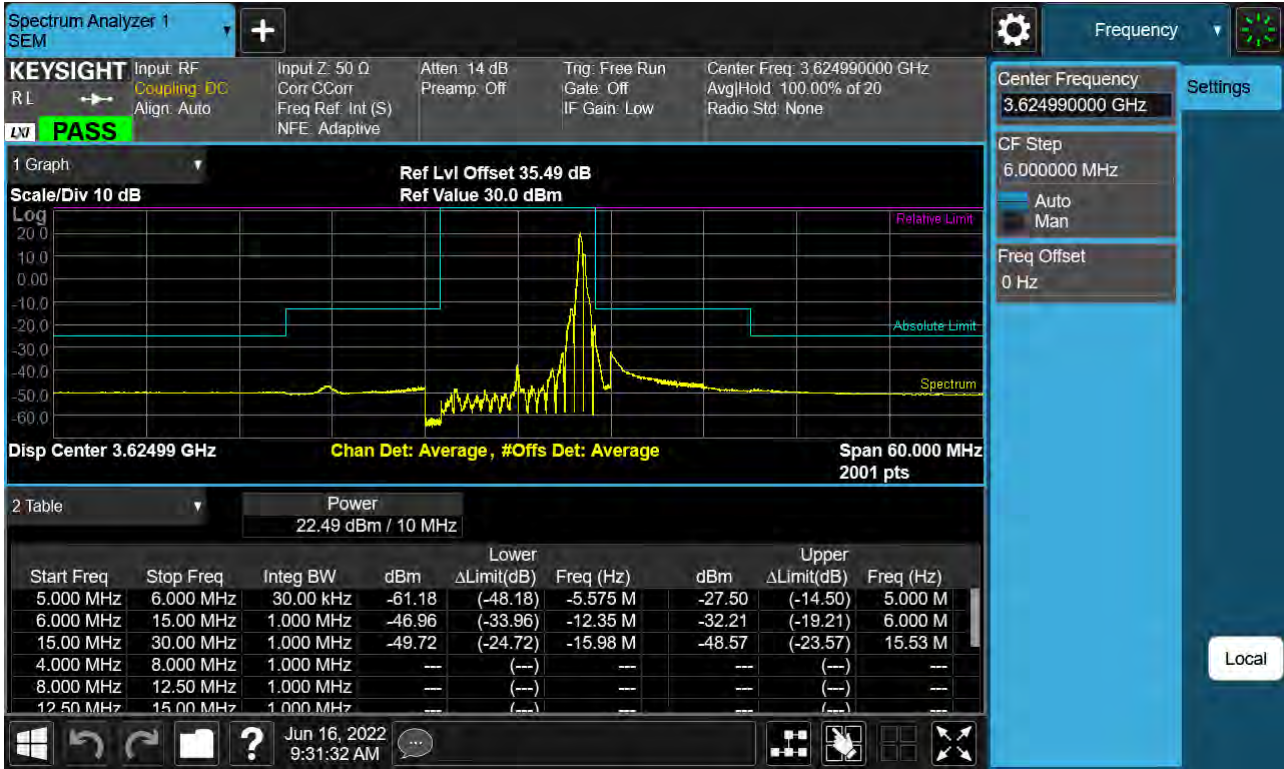 Spectrum Analyzer 1
SEM
+
Frequency
KEYSIGHT
RL
LXI
PASS
Input: RF
Coupling: DC
Align: Auto
Input Z: 50 Ω
Corr CCorr
Freq Ref: Int (S)
NFE: Adaptive
Atten: 14 dB
Preamp: Off
Trig: Free Run
Gate: Off
IF Gain: Low
Center Freq: 3.624990000 GHz
Avg|Hold: 100.00% of 20
Radio Std: None
Center Frequency
3.624990000 GHz
Settings
CF Step
6.000000 MHz
Auto
Man
Freq Offset
0 Hz
1 Graph
Scale/Div 10 dB
Ref Lvl Offset 35.49 dB
Ref Value 30.0 dBm
Log
20.0
10.0
0.00
-10.0
-20.0
-30.0
-40.0
-50.0
-60.0
Relative Limit
Absolute Limit
Spectrum
Disp Center 3.62499 GHz
Chan Det: Average, #Offs Det: Average
Span 60.000 MHz
2001 pts
2 Table
Power
22.49 dBm / 10 MHz
Lower Upper
Start Freq Stop Freq Integ BW dBm ΔLimit(dB) Freq (Hz) dBm ΔLimit(dB) Freq (Hz)
5.000 MHz 6.000 MHz 30.00 kHz -61.18 (-48.18) -5.575 M -27.50 (-14.50) 5.000 M
6.000 MHz 15.00 MHz 1.000 MHz -46.96 (-33.96) -12.35 M -32.21 (-19.21) 6.000 M
15.00 MHz 30.00 MHz 1.000 MHz -49.72 (-24.72) -15.98 M -48.57 (-23.57) 15.53 M
4.000 MHz 8.000 MHz 1.000 MHz --- (---) --- --- (---) ---
8.000 MHz 12.50 MHz 1.000 MHz --- (---) --- --- (---) ---
12.50 MHz 15.00 MHz 1.000 MHz --- (---) --- --- (---) ---
Local
?
Jun 16, 2022
9:31:32 AM